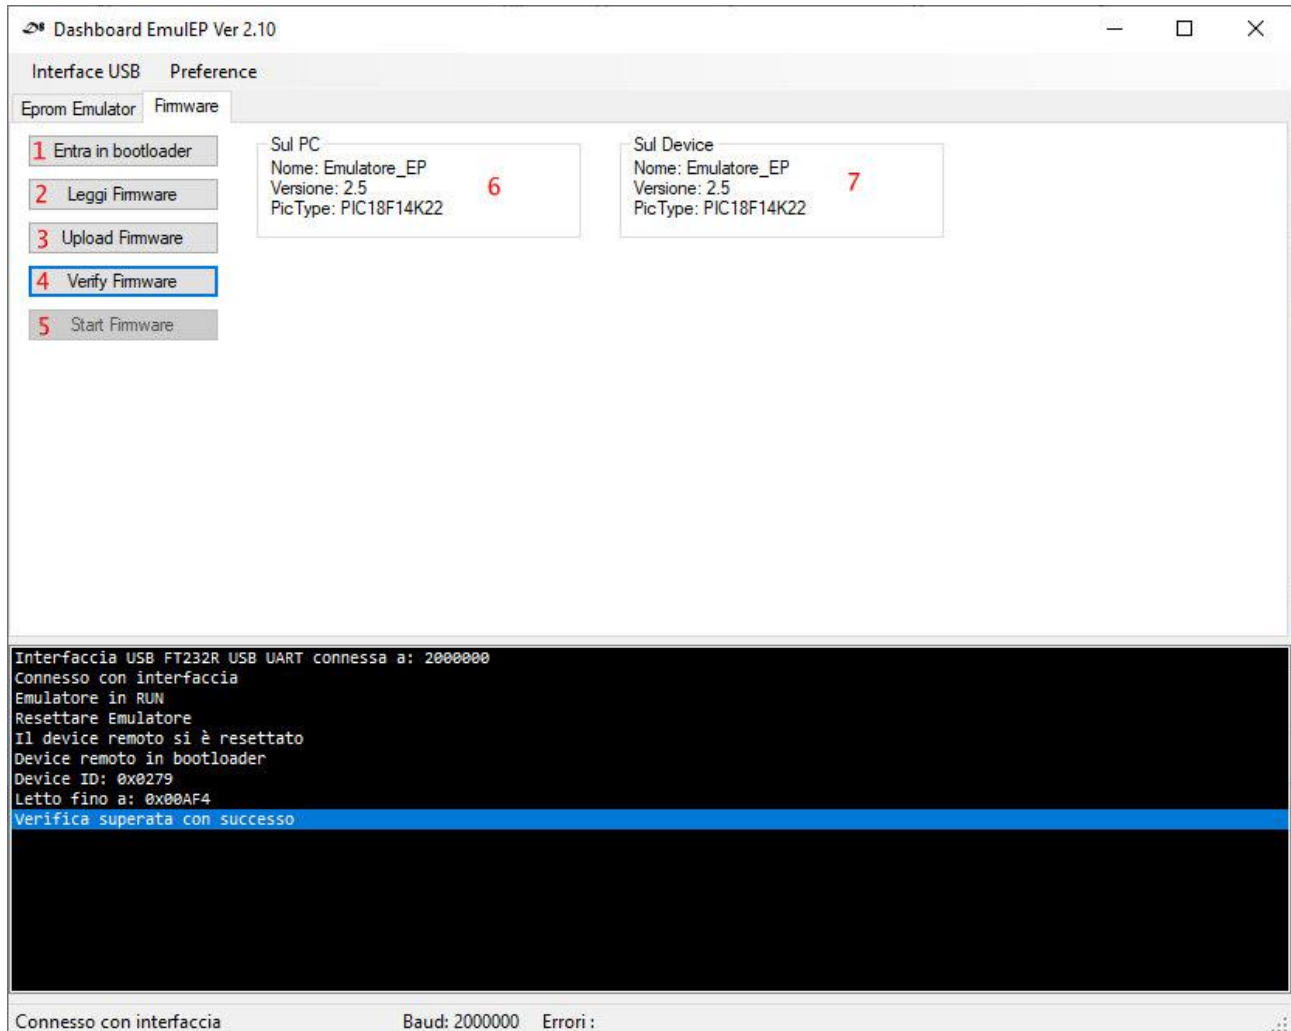 Dashboard EmulEP Ver 2.10
Interface USB Preference
Eprom Emulator Firmware
1 Entra in bootloader
2 Leggi Firmware
3 Upload Firmware
4 Verify Firmware
5 Start Firmware
Sul PC
Nome: Emulatore_EP
Versione: 2.5
PicType: PIC18F14K22
6
Sul Device
Nome: Emulatore_EP
Versione: 2.5
PicType: PIC18F14K22
7
Interfaccia USB FT232R USB UART connessa a: 2000000
Connesso con interfaccia
Emulatore in RUN
Resettare Emulatore
Il device remoto si è resettato
Device remoto in bootloader
Device ID: 0x0279
Letto fino a: 0x00AF4
Verifica superata con successo
Connesso con interfaccia Baud: 2000000 Errori :